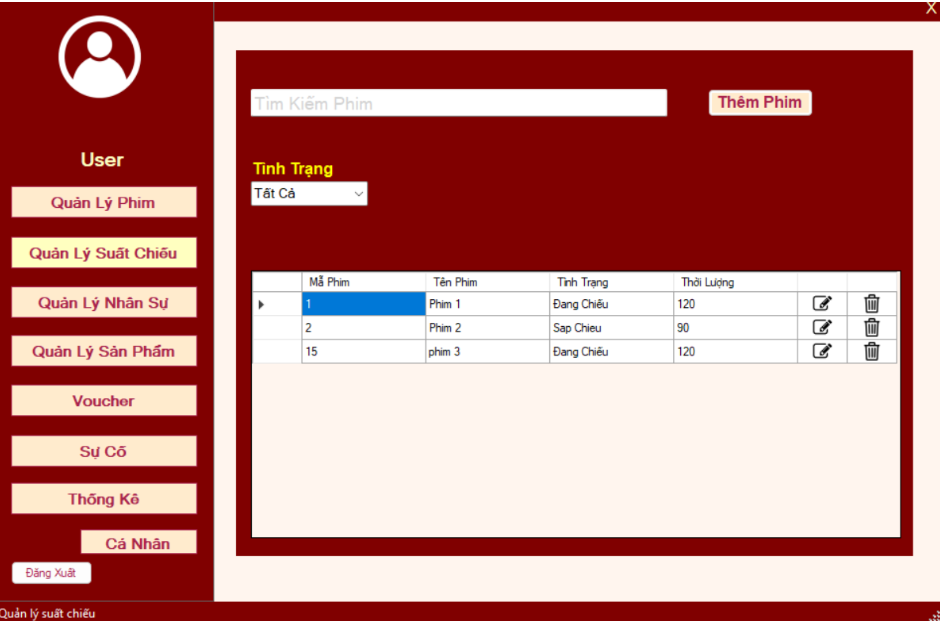 X
User
Quản Lý Phim
Quản Lý Suất Chiếu
Quản Lý Nhân Sự
Quản Lý Sản Phẩm
Voucher
Sự Cố
Thống Kê
Cá Nhân
Đăng Xuất
Tìm Kiếm Phim
Thêm Phim
Tình Trạng
Tất Cả
Mã Phim Tên Phim Tình Trạng Thời Lượng
1 Phim 1 Đang Chiếu 120
2 Phim 2 Sap Chieu 90
15 phim 3 Đang Chiếu 120
Quản lý suất chiếu